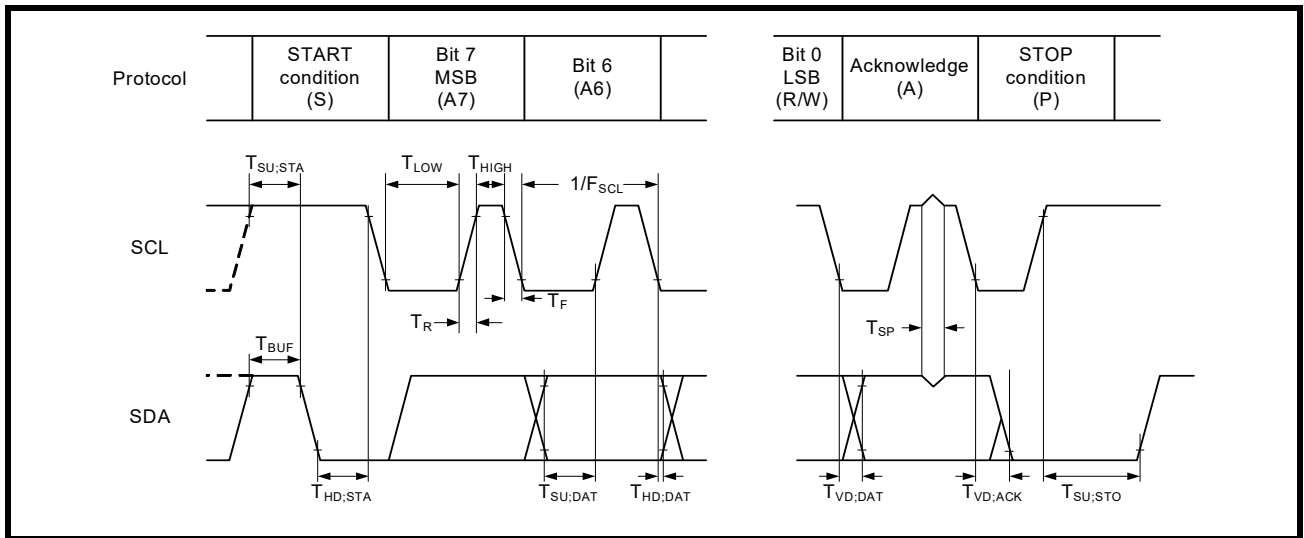 Protocol
START
condition
(S)
Bit 7
MSB
(A7)
Bit 6
(A6)
Bit 0
LSB
(R/W)
Acknowledge
(A)
STOP
condition
(P)
TSU;STA
TLOW
THIGH
1/FSCL
SCL
TR
TF
TSP
TBUF
SDA
THD;STA
TSU;DAT
THD;DAT
TVD;DAT
TVD;ACK
TSU;STO